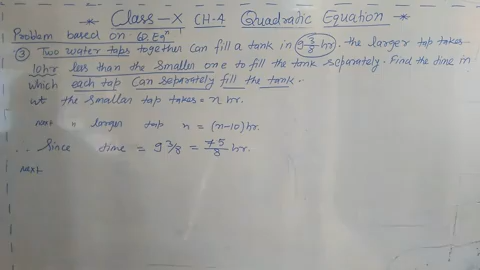 * Class-X CH-4 Quadratic Equation *
Problem based on Q.Eqⁿ
③ Two water taps together can fill a tank in 9 3/8 hr. the larger tap takes
10hr less than the smaller one to fill the tank separately. Find the time in
which each tap can separately fill the tank.
let the smaller tap takes = x hr.
next " larger tap " = (x-10)hr.
∴ Since time = 9 3/8 = 75/8 hr.
next